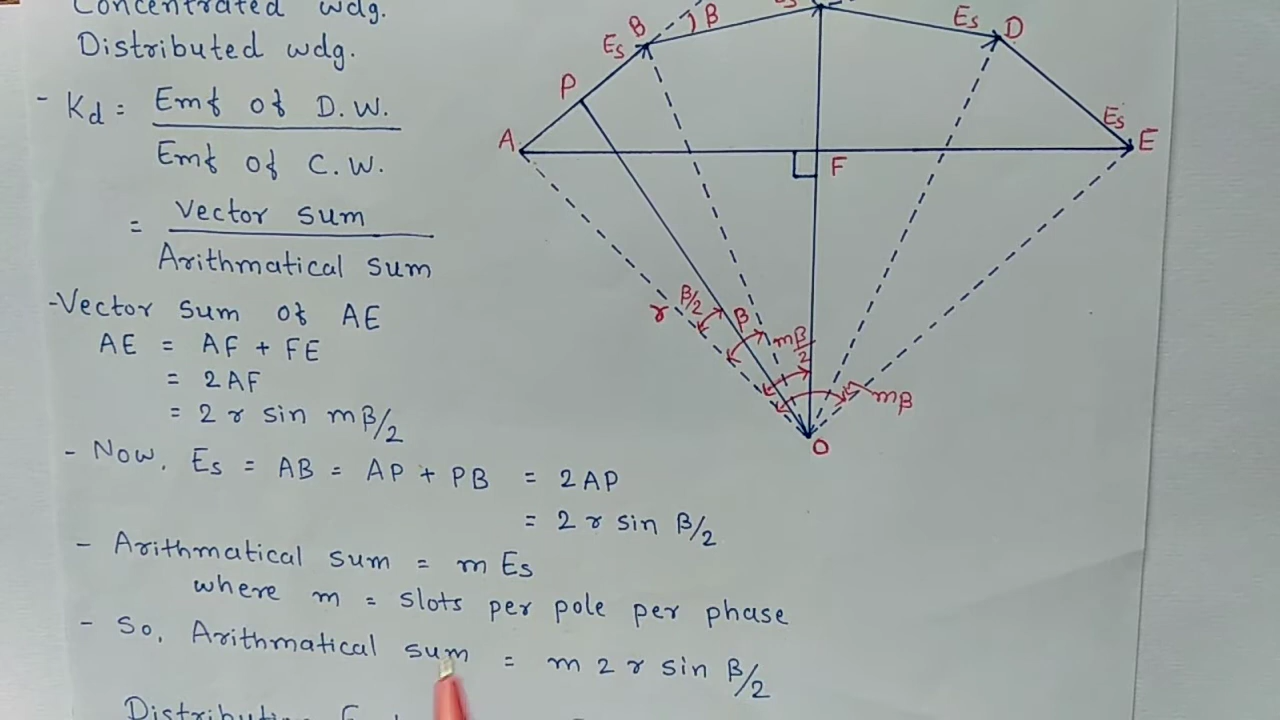 Concentrated wdg.
Distributed wdg.
- Kd = Emf of D.W.
Emf of C.W.
= Vector sum
Arithmatical sum
- Vector sum of AE
AE = AF + FE
= 2AF
= 2 r sin mβ/2
- Now, Es = AB = AP + PB = 2AP
= 2 r sin β/2
- Arithmatical sum = m Es
where m = slots per pole per phase
- So, Arithmatical sum = m 2 r sin β/2
A
P
Es
B
β
Es
D
Es
E
F
r
β/2
β
mβ/2
mβ
O